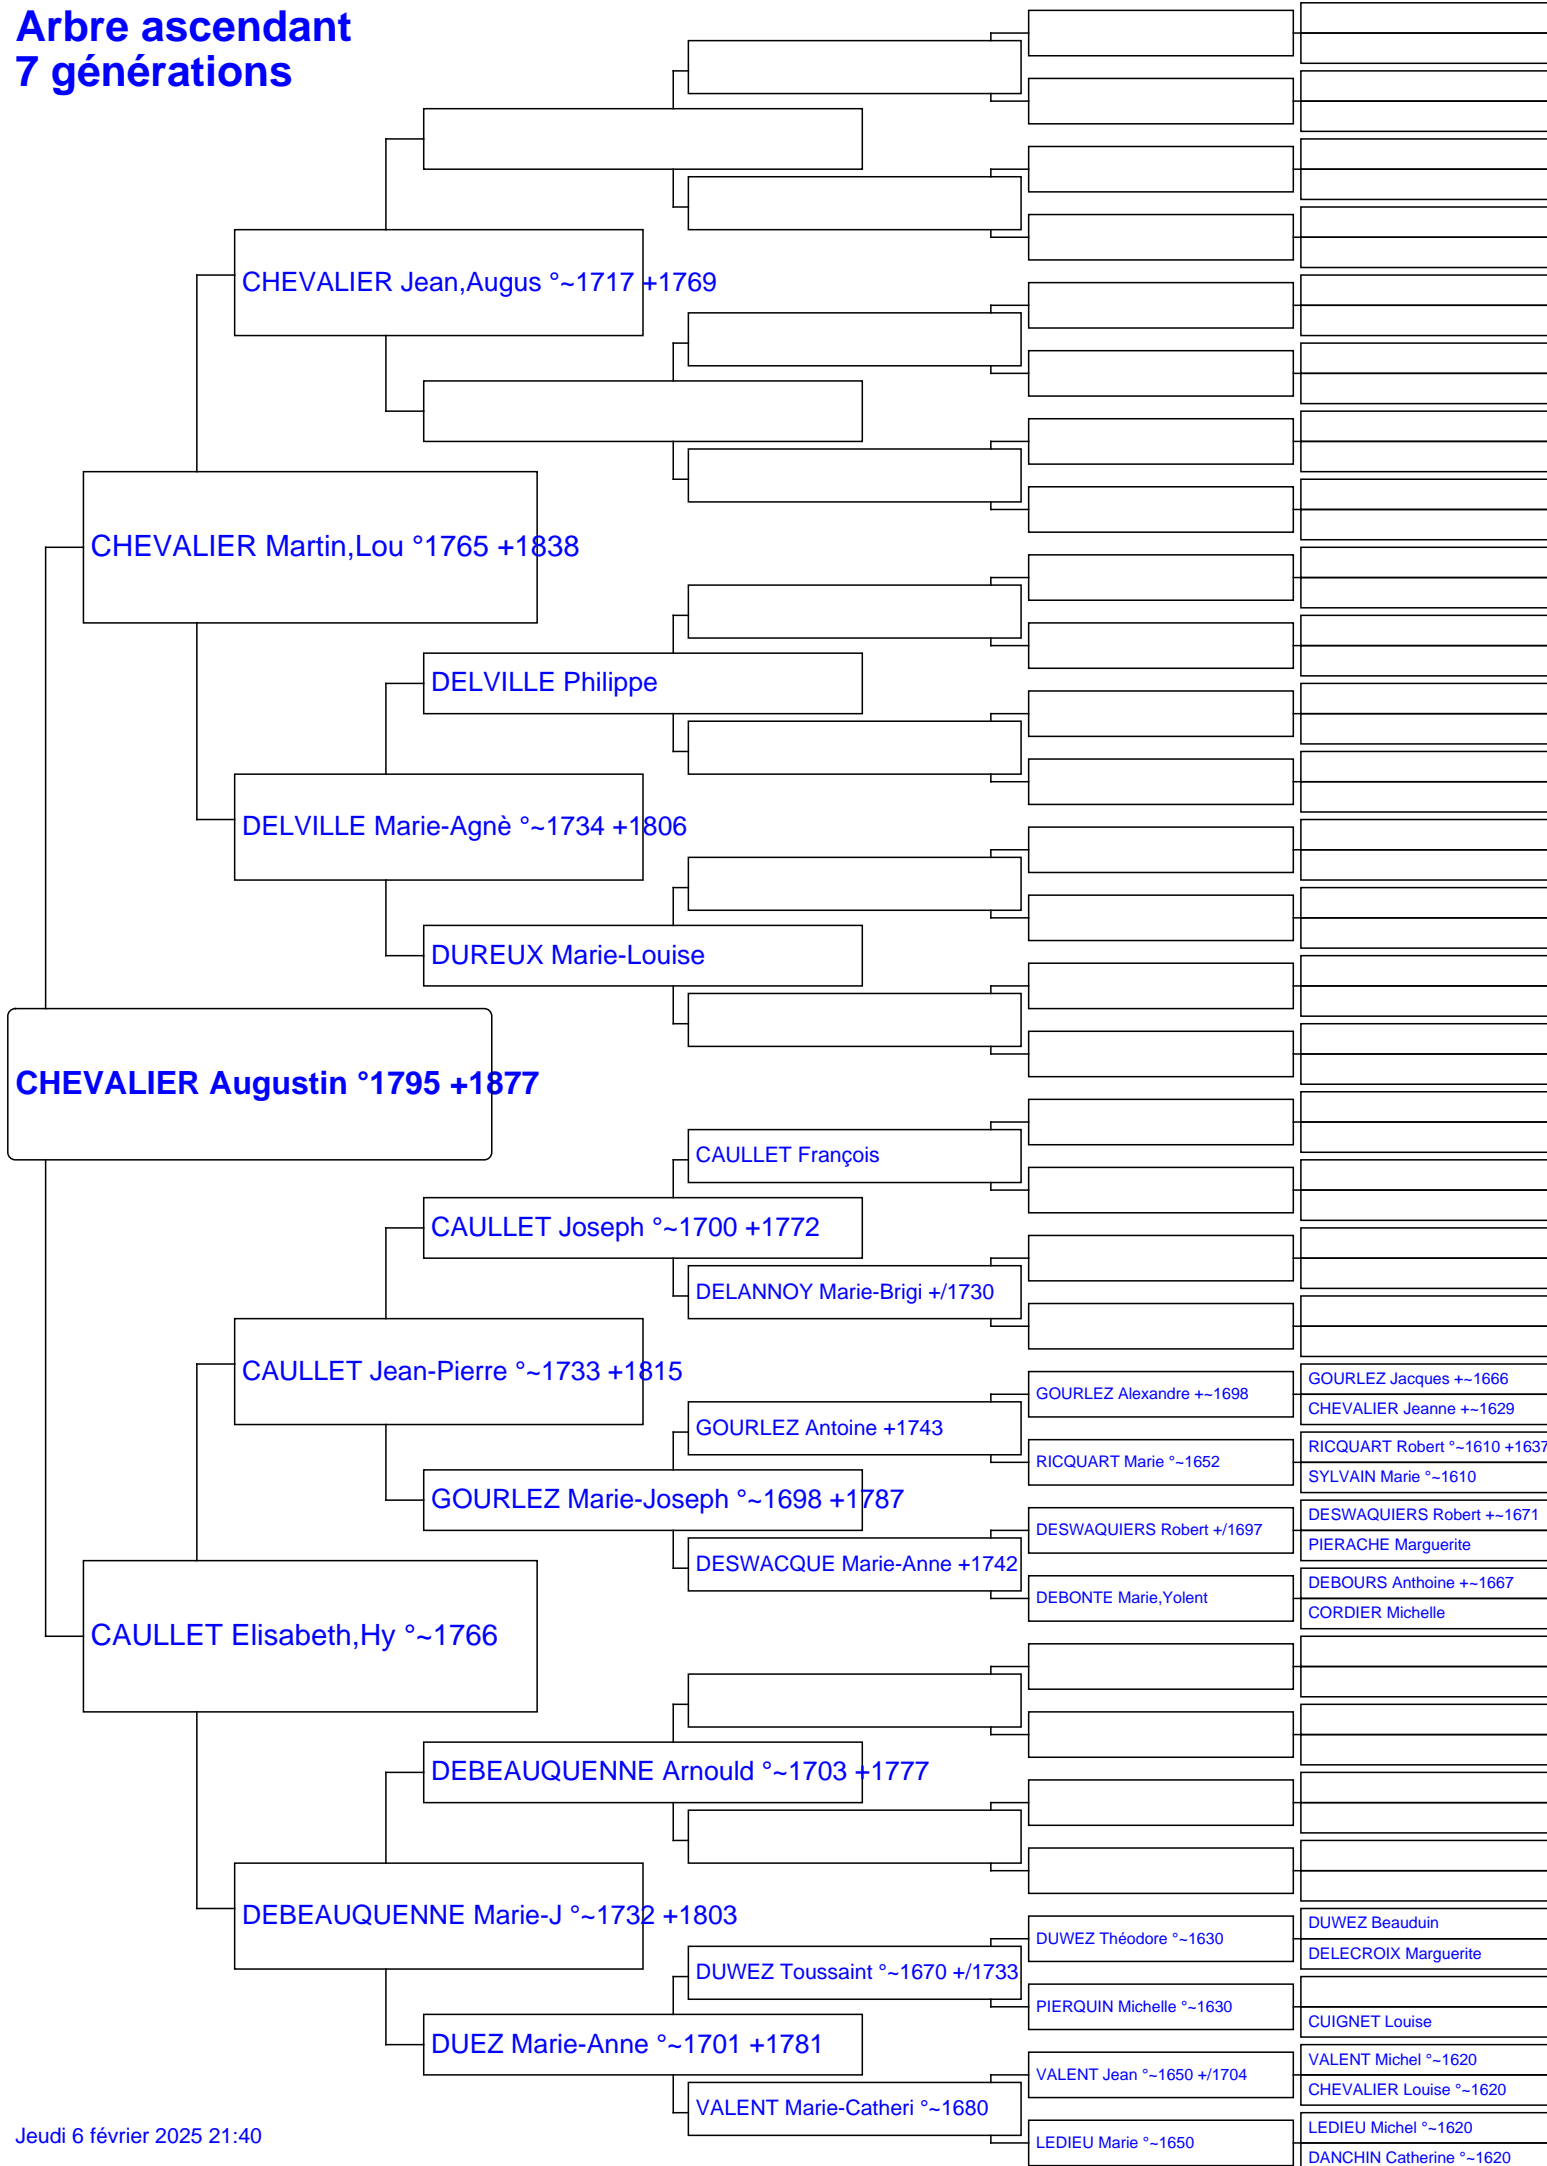 Arbre ascendant
7 générations
CHEVALIER Jean,Augus °~1717 +1769
CHEVALIER Martin,Lou °1765 +1838
DELVILLE Philippe
DELVILLE Marie-Agnè °~1734 +1806
DUREUX Marie-Louise
CHEVALIER Augustin °1795 +1877
CAULLET François
CAULLET Joseph °~1700 +1772
DELANNOY Marie-Brigi +/1730
CAULLET Jean-Pierre °~1733 +1815
GOURLEZ Jacques +~1666
GOURLEZ Alexandre +~1698
CHEVALIER Jeanne +~1629
GOURLEZ Antoine +1743
RICQUART Robert °~1610 +1637
RICQUART Marie °~1652
SYLVAIN Marie °~1610
GOURLEZ Marie-Joseph °~1698 +1787
DESWAQUIERS Robert +~1671
DESWAQUIERS Robert +/1697
PIERACHE Marguerite
DESWACQUE Marie-Anne +1742
DEBOURS Anthoine +~1667
DEBONTE Marie,Yolent
CORDIER Michelle
CAULLET Elisabeth,Hy °~1766
DEBEAUQUENNE Arnould °~1703 +1777
DEBEAUQUENNE Marie-J °~1732 +1803
DUWEZ Beauduin
DUWEZ Théodore °~1630
DELECROIX Marguerite
DUWEZ Toussaint °~1670 +/1733
PIERQUIN Michelle °~1630
CUIGNET Louise
DUEZ Marie-Anne °~1701 +1781
VALENT Michel °~1620
VALENT Jean °~1650 +/1704
CHEVALIER Louise °~1620
VALENT Marie-Catheri °~1680
LEDIEU Michel °~1620
LEDIEU Marie °~1650
DANCHIN Catherine °~1620
Jeudi 6 février 2025 21:40